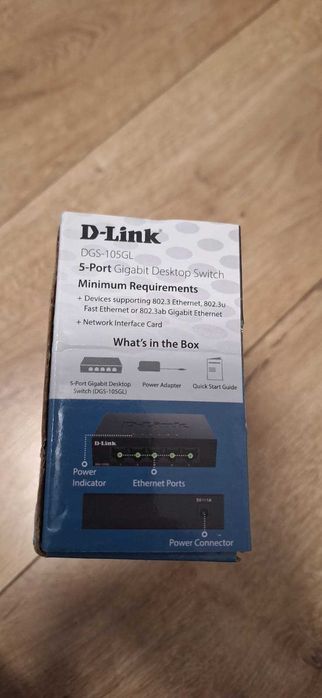 D-Link
DGS-105GL
5-Port Gigabit Desktop Switch
Minimum Requirements
+ Devices supporting 802.3 Ethernet, 802.3u
Fast Ethernet or 802.3ab Gigabit Ethernet
+ Network Interface Card
What's in the Box
5-Port Gigabit Desktop
Switch (DGS-105GL)
Power Adapter
Quick Start Guide
D-Link
Power
Indicator
Ethernet Ports
Power Connector